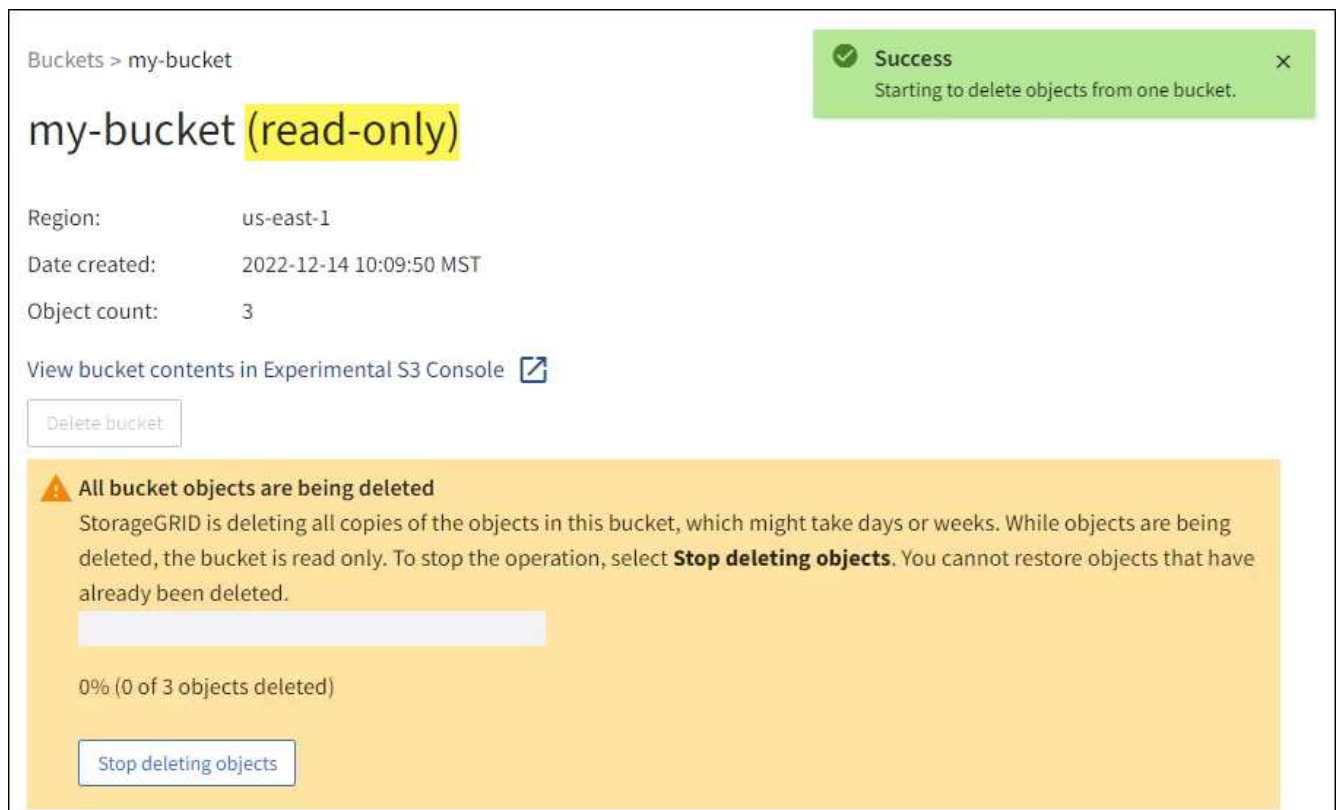 Buckets > my-bucket
Success
Starting to delete objects from one bucket.
my-bucket (read-only)
Region: us-east-1
Date created: 2022-12-14 10:09:50 MST
Object count: 3
View bucket contents in Experimental S3 Console
Delete bucket
All bucket objects are being deleted
StorageGRID is deleting all copies of the objects in this bucket, which might take days or weeks. While objects are being
deleted, the bucket is read only. To stop the operation, select Stop deleting objects. You cannot restore objects that have
already been deleted.
0% (0 of 3 objects deleted)
Stop deleting objects